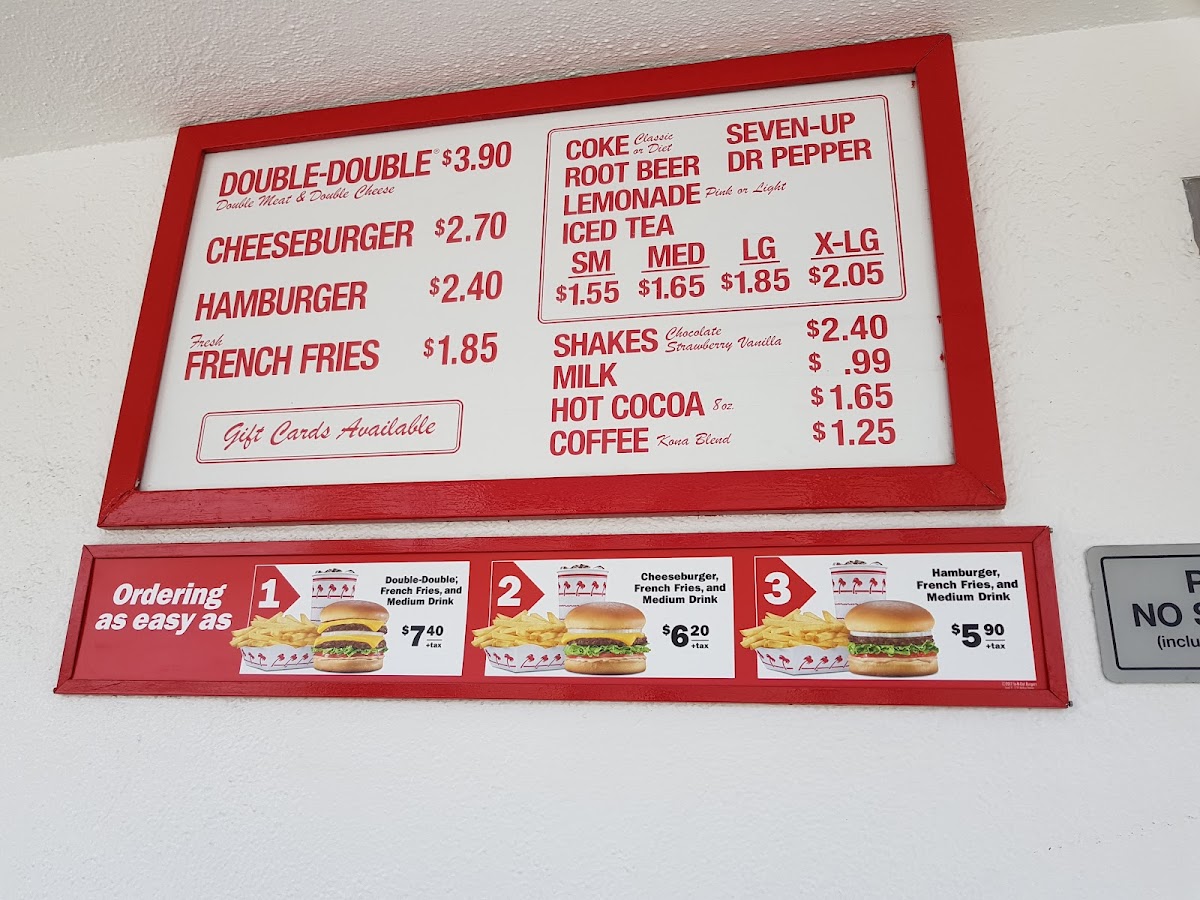 DOUBLE-DOUBLE® $3.90
Double Meat & Double Cheese
CHEESEBURGER $2.70
HAMBURGER $2.40
Fresh
FRENCH FRIES $1.85
Gift Cards Available
COKE Classic or Diet SEVEN-UP
ROOT BEER DR PEPPER
LEMONADE Pink or Light
ICED TEA
SM MED LG X-LG
$1.55 $1.65 $1.85 $2.05
SHAKES Chocolate Strawberry Vanilla $2.40
MILK $ .99
HOT COCOA 8 oz. $1.65
COFFEE Kona Blend $1.25
Ordering
as easy as
1
Double-Double,
French Fries, and
Medium Drink
$7.40
+tax
2
Cheeseburger,
French Fries, and
Medium Drink
$6.20
+tax
3
Hamburger,
French Fries, and
Medium Drink
$5.90
+tax
NO
(inclu